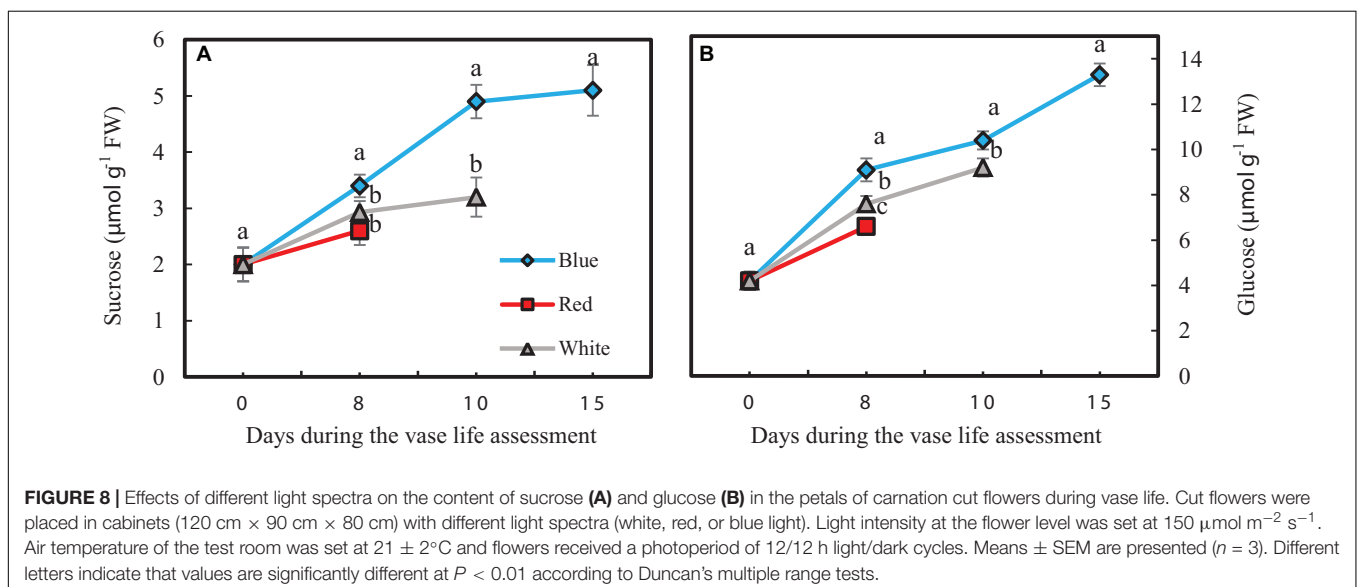 A
6
5
4
3
2
1
0
Sucrose (µmol g-1 FW)
a
a
b
b
a
b
a
Blue
Red
White
0 8 10 15
Days during the vase life assessment
B
a
a
b
c
a
b
a
14
12
10
8
6
4
2
0
Glucose (µmol g-1 FW)
0 8 10 15
Days during the vase life assessment
FIGURE 8 | Effects of different light spectra on the content of sucrose (A) and glucose (B) in the petals of carnation cut flowers during vase life. Cut flowers were
placed in cabinets (120 cm × 90 cm × 80 cm) with different light spectra (white, red, or blue light). Light intensity at the flower level was set at 150 µmol m−2 s−1.
Air temperature of the test room was set at 21 ± 2°C and flowers received a photoperiod of 12/12 h light/dark cycles. Means ± SEM are presented (n = 3). Different
letters indicate that values are significantly different at P < 0.01 according to Duncan's multiple range tests.